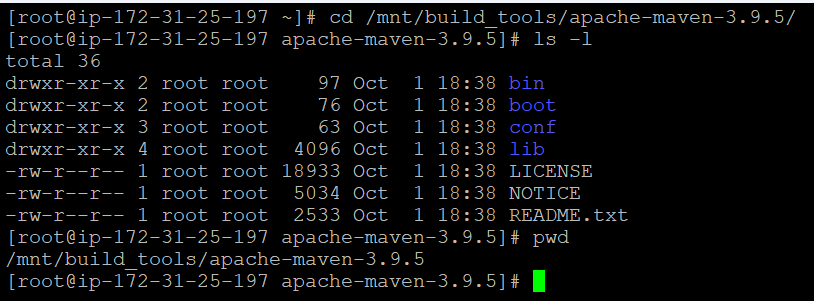 [root@ip-172-31-25-197 ~]# cd /mnt/build_tools/apache-maven-3.9.5/
[root@ip-172-31-25-197 apache-maven-3.9.5]# ls -l
total 36
drwxr-xr-x 2 root root    97 Oct  1 18:38 bin
drwxr-xr-x 2 root root    76 Oct  1 18:38 boot
drwxr-xr-x 3 root root    63 Oct  1 18:38 conf
drwxr-xr-x 4 root root  4096 Oct  1 18:38 lib
-rw-r--r-- 1 root root 18933 Oct  1 18:38 LICENSE
-rw-r--r-- 1 root root  5034 Oct  1 18:38 NOTICE
-rw-r--r-- 1 root root  2533 Oct  1 18:38 README.txt
[root@ip-172-31-25-197 apache-maven-3.9.5]# pwd
/mnt/build_tools/apache-maven-3.9.5
[root@ip-172-31-25-197 apache-maven-3.9.5]#